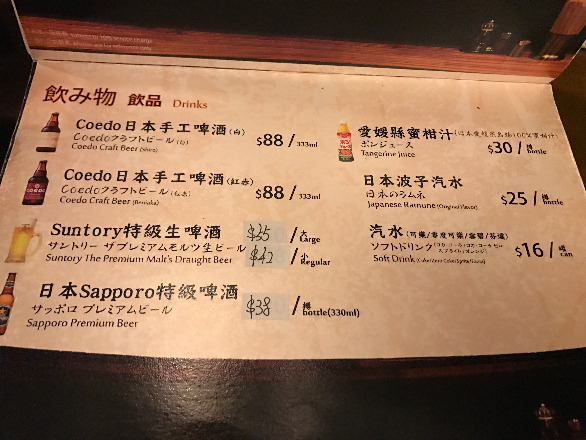 飲み物 飲品 Drinks
Coedo日本手工啤酒(白)
Coedoクラフトビール(白)
Coedo Craft Beer (Shiro)
$88/333ml
Coedo日本手工啤酒(紅赤)
Coedoクラフトビール(紅赤)
Coedo Craft Beer (Beniaka)
$88/333ml
Suntory特級生啤酒
サントリー ザプレミアムモルツ生ビール
Suntory The Premium Malt's Draught Beer
$35/大 Large
$42/小 Regular
日本Sapporo特級啤酒
サッポロ プレミアムビール
Sapporo Premium Beer
$38/樽 bottle(330ml)
愛媛縣蜜柑汁
ポンジュース
Tangerine Juice
$30/樽 bottle
日本波子汽水
日本のラムネ
Japanese Ramune (Original Flavor)
$25/樽 bottle
汽水
ソフトドリンク
Soft Drink
$16/罐 can